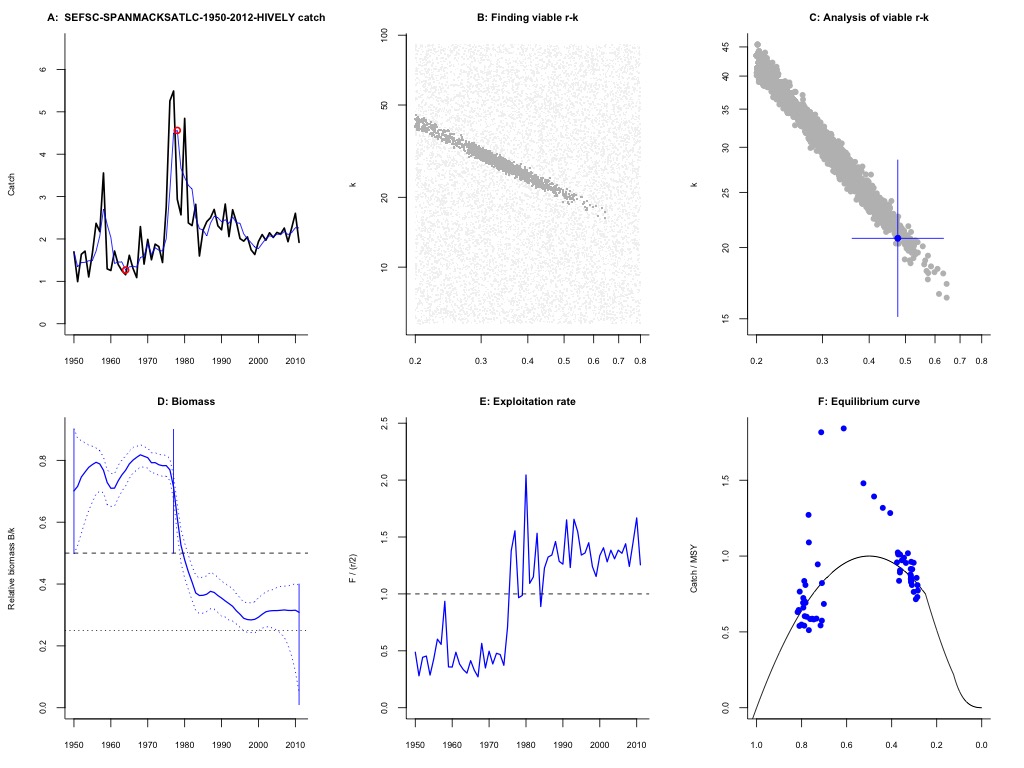 A:  SEFSC-SPANMACKSATLC-1950-2012-HIVELY catch
B: Finding viable r-k
C: Analysis of viable r-k
Catch
0 1 2 3 4 5 6
1950 1960 1970 1980 1990 2000 2010
k
10 20 50 100
0.2 0.3 0.4 0.5 0.6 0.7 0.8
k
15 20 25 30 35 40 45
0.2 0.3 0.4 0.5 0.6 0.7 0.8
D: Biomass
E: Exploitation rate
F: Equilibrium curve
Relative biomass B/k
0.0 0.2 0.4 0.6 0.8
1950 1960 1970 1980 1990 2000 2010
F / (r/2)
0.0 0.5 1.0 1.5 2.0 2.5
1950 1960 1970 1980 1990 2000 2010
Catch / MSY
0.0 0.5 1.0 1.5
1.0 0.8 0.6 0.4 0.2 0.0